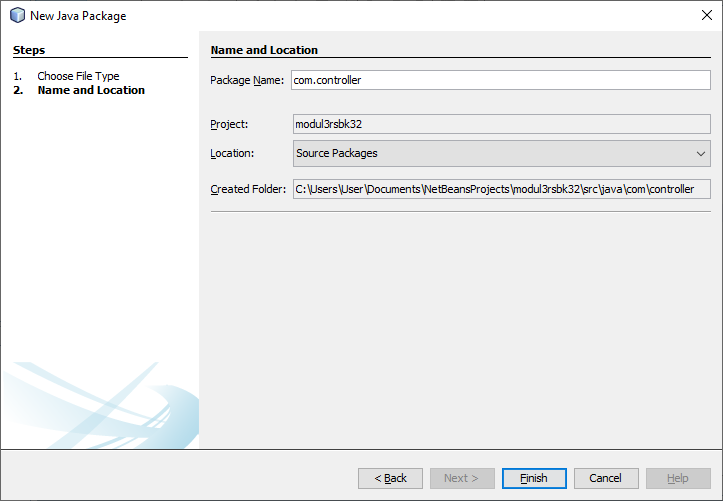 New Java Package
Steps
1. Choose File Type
2. Name and Location
Name and Location
Package Name: com.controller
Project: modul3rsbk32
Location: Source Packages
Created Folder: C:\Users\User\Documents\NetBeansProjects\modul3rsbk32\src\java\com\controller
< Back
Next >
Finish
Cancel
Help